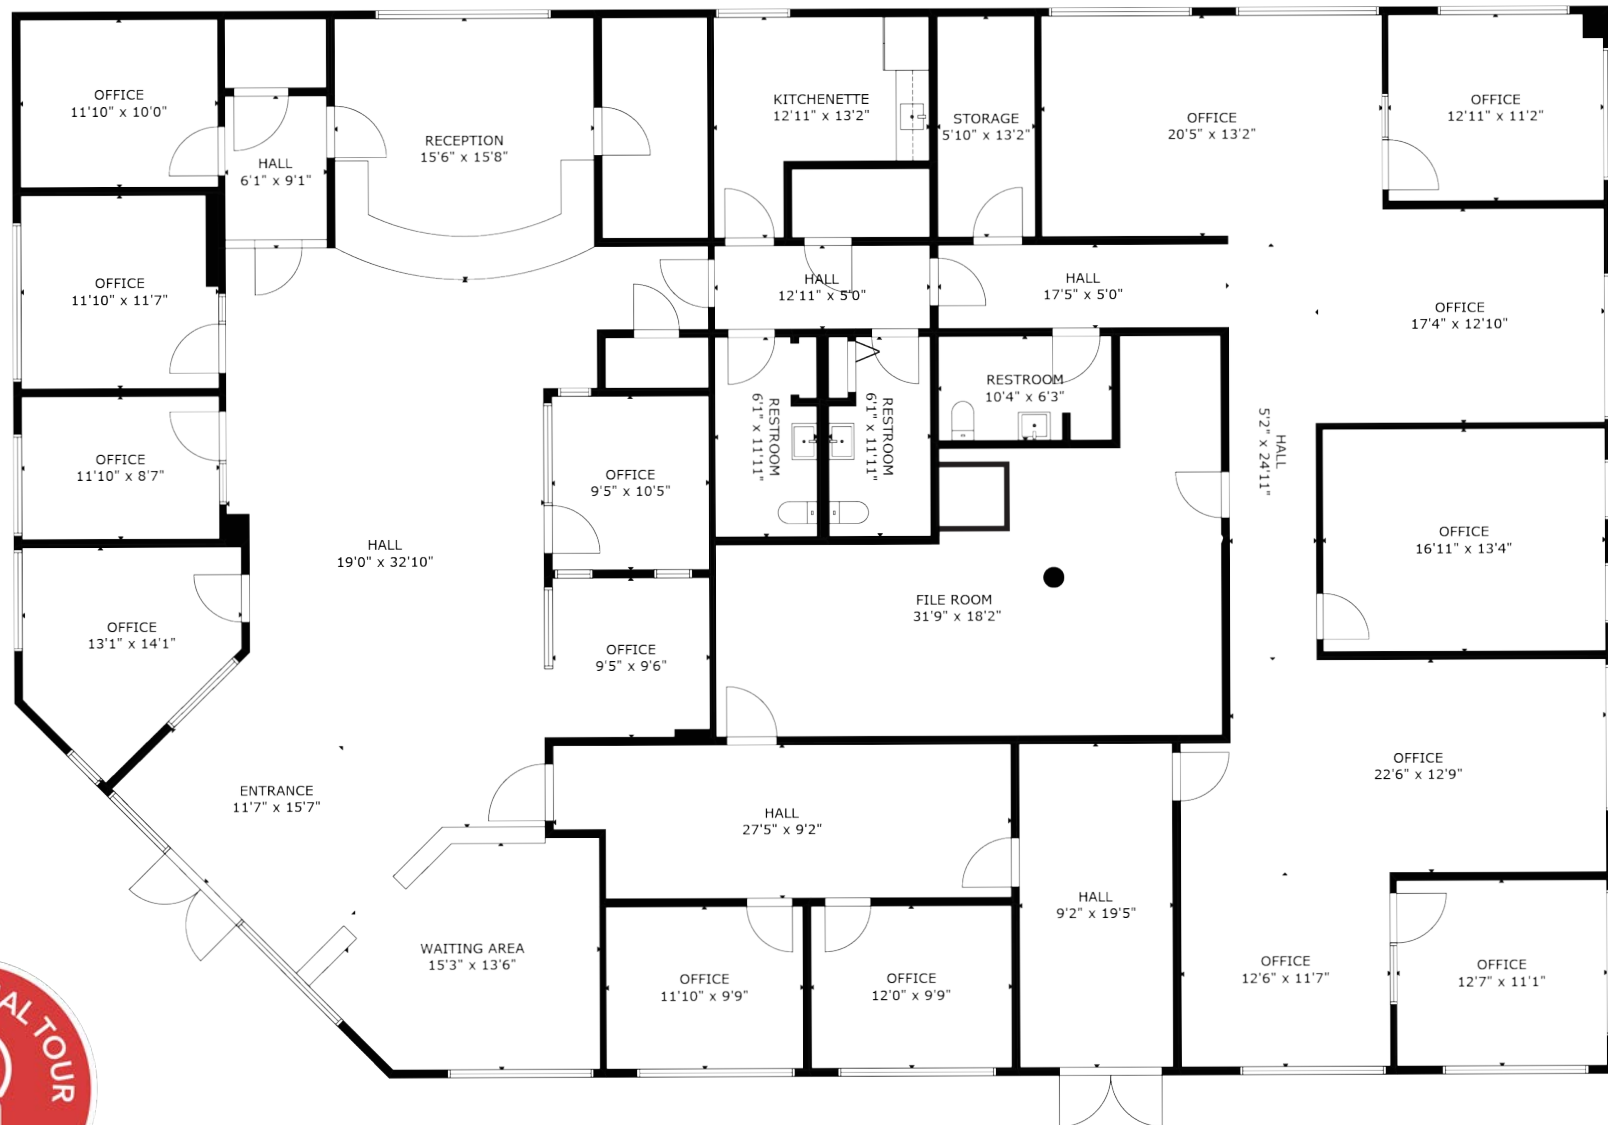 OFFICE
11'10" x 10'0"
HALL
6'1" x 9'1"
RECEPTION
15'6" x 15'8"
KITCHENETTE
12'11" x 13'2"
STORAGE
5'10" x 13'2"
OFFICE
20'5" x 13'2"
OFFICE
12'11" x 11'2"
OFFICE
11'10" x 11'7"
HALL
12'11" x 5'0"
HALL
17'5" x 5'0"
OFFICE
17'4" x 12'10"
OFFICE
11'10" x 8'7"
OFFICE
9'5" x 10'5"
RESTROOM
6'1" x 11'11"
RESTROOM
6'1" x 11'11"
RESTROOM
10'4" x 6'3"
HALL
5'2" x 24'11"
HALL
19'0" x 32'10"
OFFICE
16'11" x 13'4"
OFFICE
13'1" x 14'1"
OFFICE
9'5" x 9'6"
FILE ROOM
31'9" x 18'2"
ENTRANCE
11'7" x 15'7"
HALL
27'5" x 9'2"
OFFICE
22'6" x 12'9"
WAITING AREA
15'3" x 13'6"
OFFICE
11'10" x 9'9"
OFFICE
12'0" x 9'9"
HALL
9'2" x 19'5"
OFFICE
12'6" x 11'7"
OFFICE
12'7" x 11'1"
TOUR